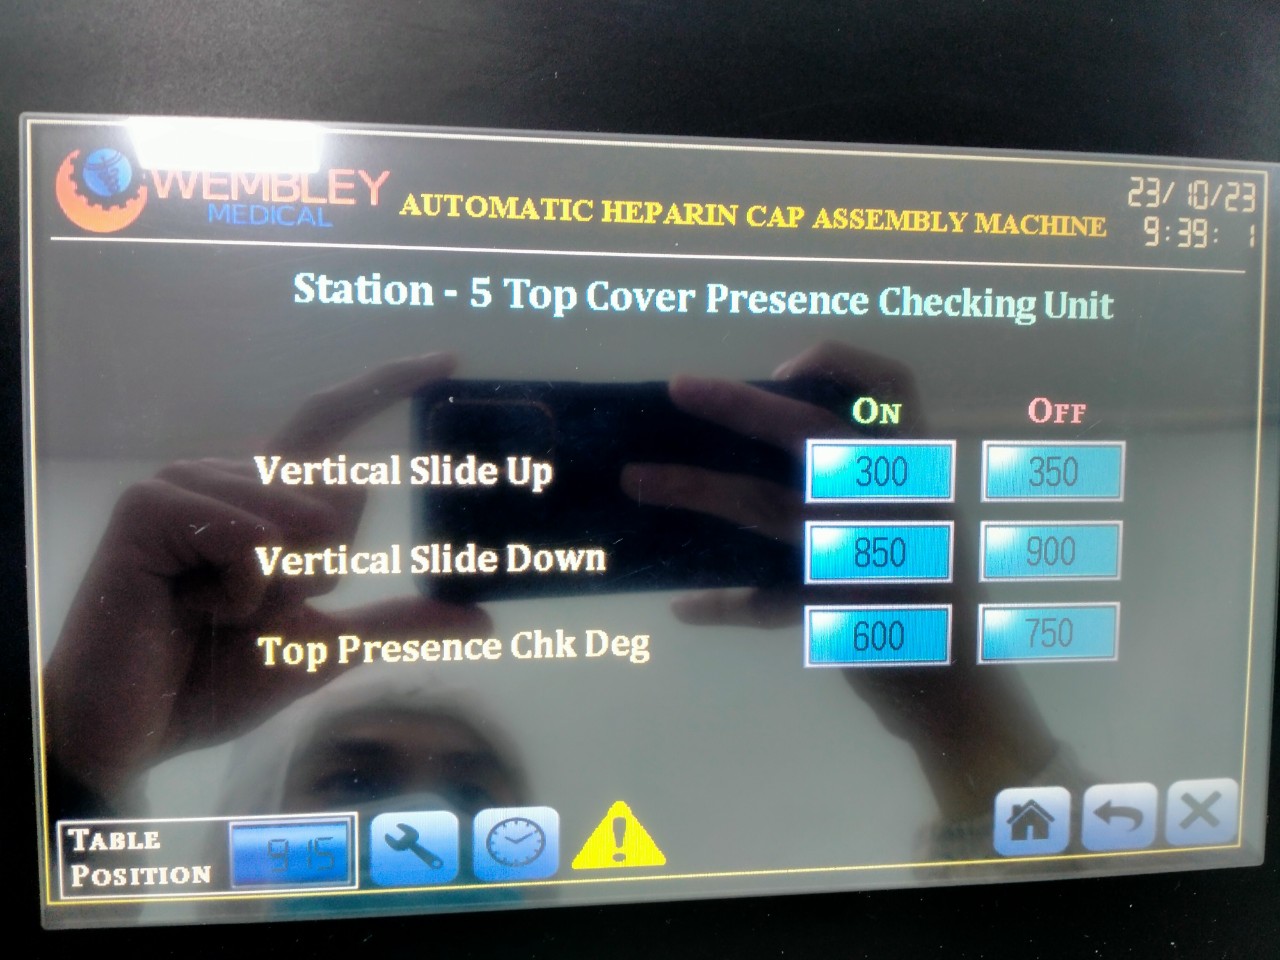 WEMBLEY
MEDICAL
AUTOMATIC HEPARIN CAP ASSEMBLY MACHINE
23/10/23
9:39: 1
Station - 5 Top Cover Presence Checking Unit
ON OFF
Vertical Slide Up 300 350
Vertical Slide Down 850 900
Top Presence Chk Deg 600 750
TABLE
POSITION